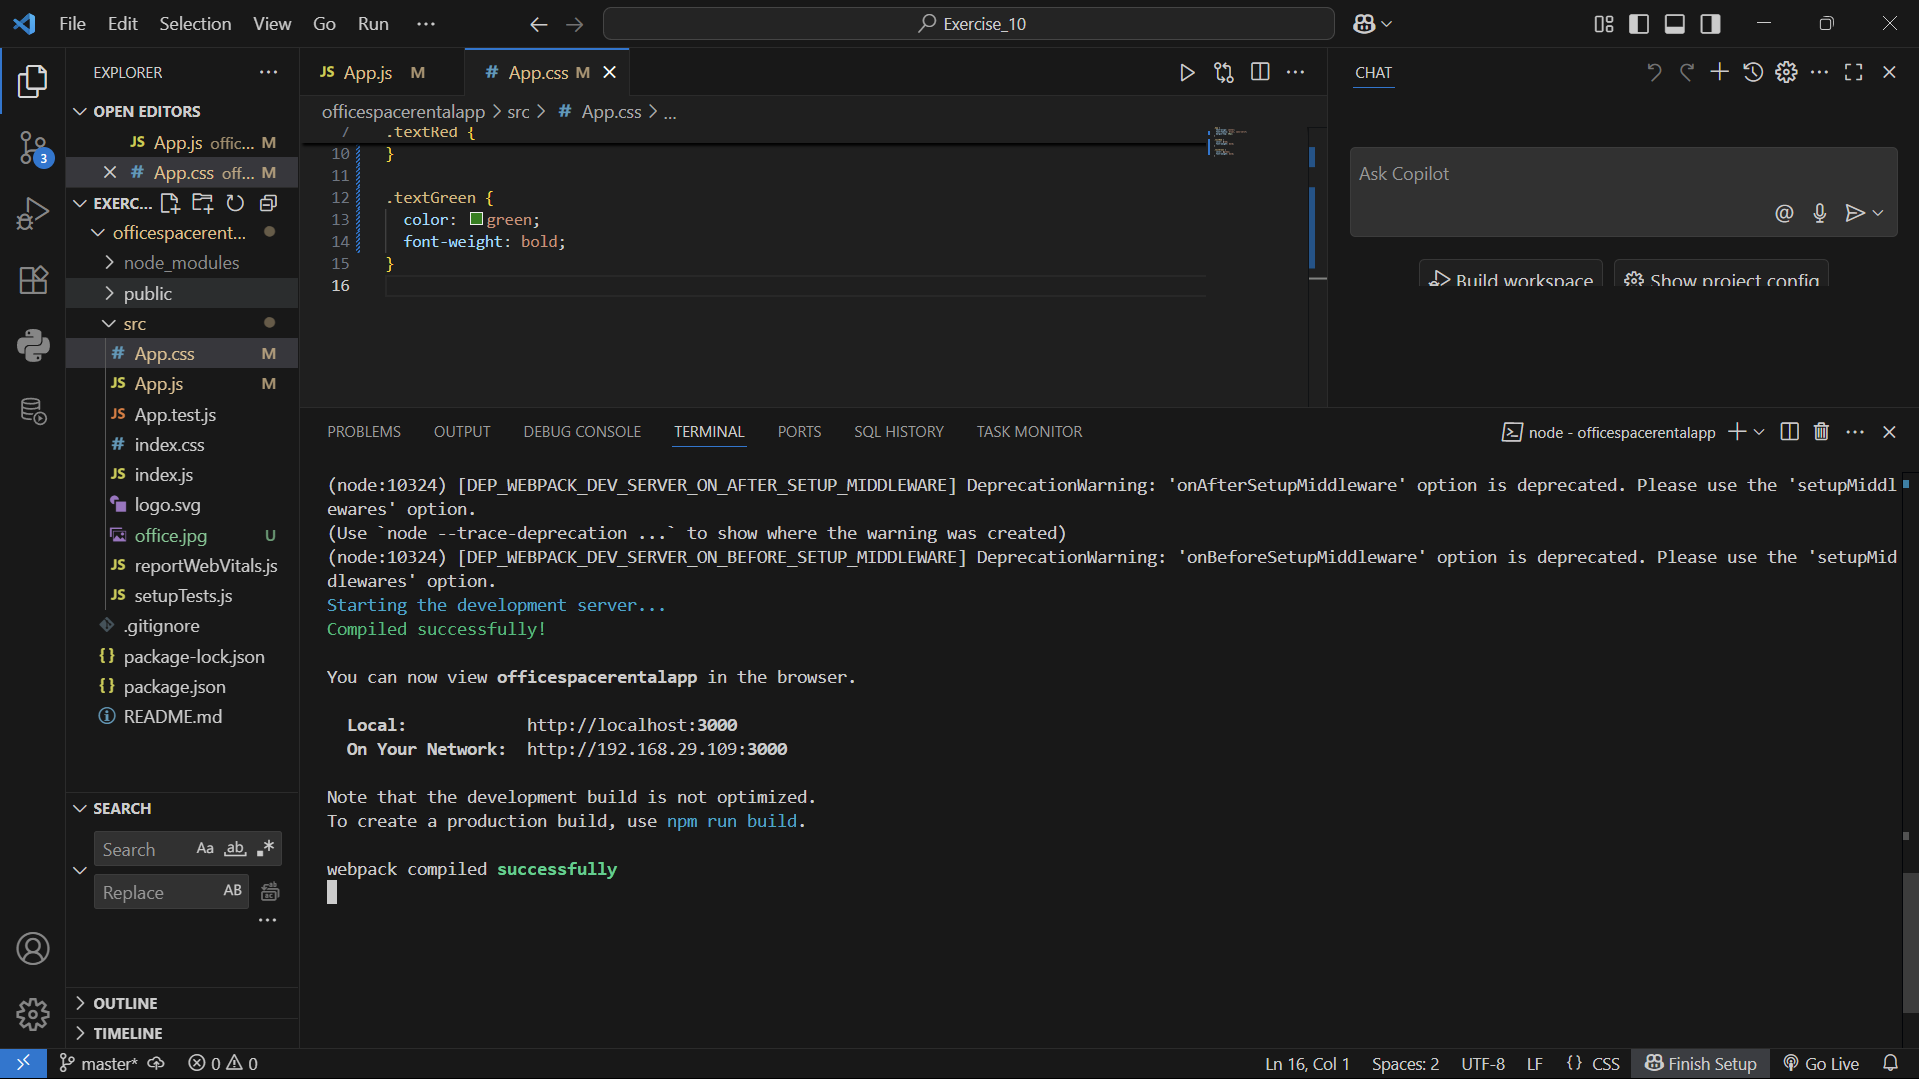 File Edit Selection View Go Run ...
Exercise_10
EXPLORER
OPEN EDITORS
JS App.js offic... M
# App.css off... M
EXERC...
officespacerent...
node_modules
public
src
# App.css M
JS App.js M
JS App.test.js
# index.css
JS index.js
logo.svg
office.jpg U
JS reportWebVitals.js
JS setupTests.js
.gitignore
{} package-lock.json
{} package.json
README.md
SEARCH
Search Aa ab
Replace AB
OUTLINE
TIMELINE
JS App.js M
# App.css M
officespacerentalapp > src > # App.css > ...
7 .textRed {
10 }
11
12 .textGreen {
13 color: green;
14 font-weight: bold;
15 }
16
CHAT
Ask Copilot
Build workspace
Show project config
PROBLEMS OUTPUT DEBUG CONSOLE TERMINAL PORTS SQL HISTORY TASK MONITOR
node - officespacerentalapp
(node:10324) [DEP_WEBPACK_DEV_SERVER_ON_AFTER_SETUP_MIDDLEWARE] DeprecationWarning: 'onAfterSetupMiddleware' option is deprecated. Please use the 'setupMiddl
ewares' option.
(Use `node --trace-deprecation ...` to show where the warning was created)
(node:10324) [DEP_WEBPACK_DEV_SERVER_ON_BEFORE_SETUP_MIDDLEWARE] DeprecationWarning: 'onBeforeSetupMiddleware' option is deprecated. Please use the 'setupMid
dlewares' option.
Starting the development server...
Compiled successfully!
You can now view officespacerentalapp in the browser.
Local: http://localhost:3000
On Your Network: http://192.168.29.109:3000
Note that the development build is not optimized.
To create a production build, use npm run build.
webpack compiled successfully
3
master* 0 0
Ln 16, Col 1 Spaces: 2 UTF-8 LF {} CSS Finish Setup Go Live